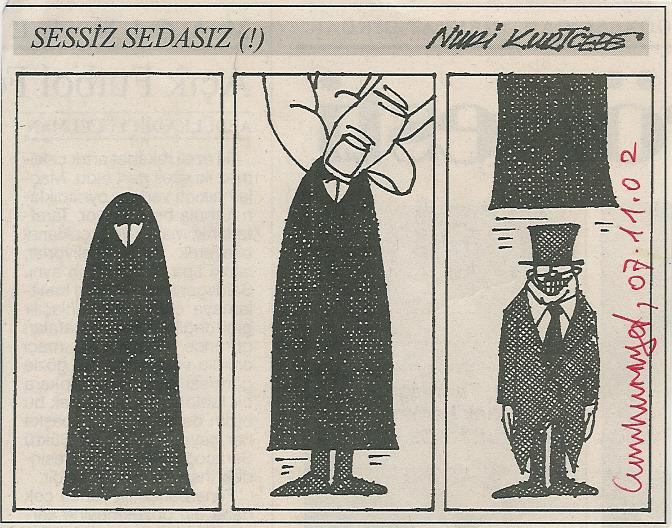 SESSİZ SEDASIZ (!)
NURİ KURTCEBE
Cumhuriyet, 07.11.02